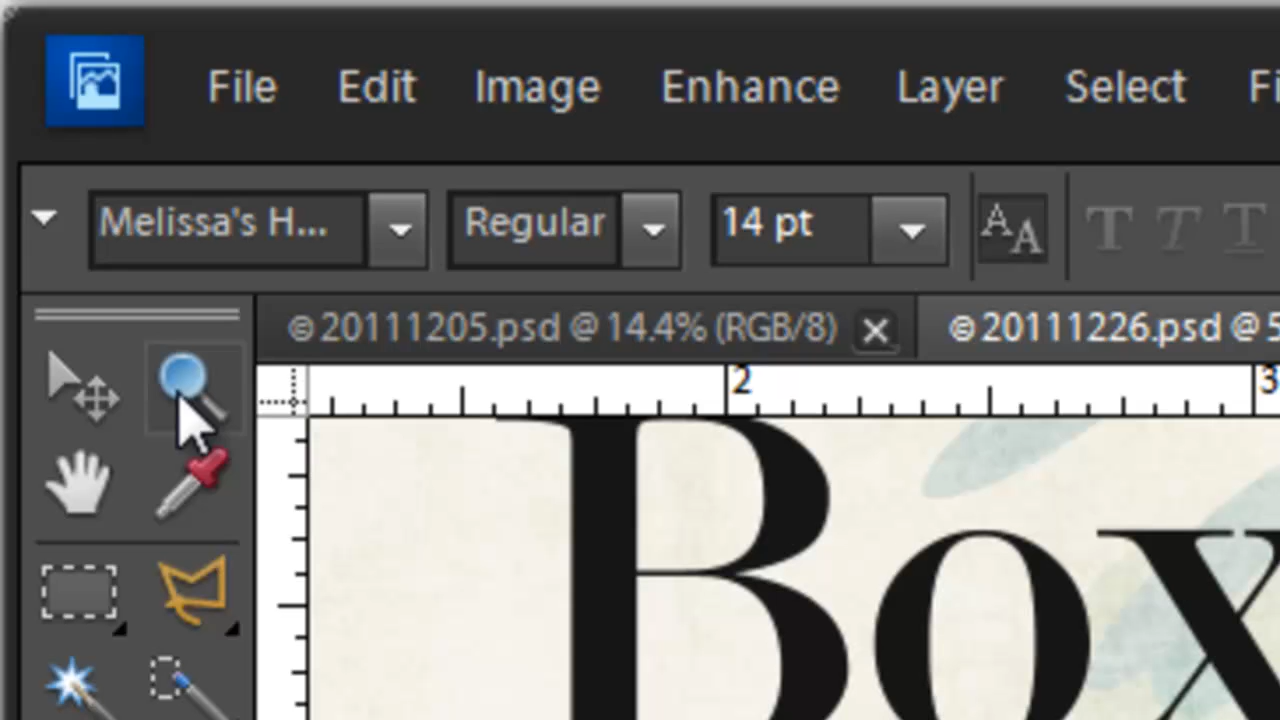 File Edit Image Enhance Layer Select
Melissa's H... Regular 14 pt AA T T T
©20111205.psd @ 14.4% (RGB/8) ©20111226.psd @ 5
2 3
Box